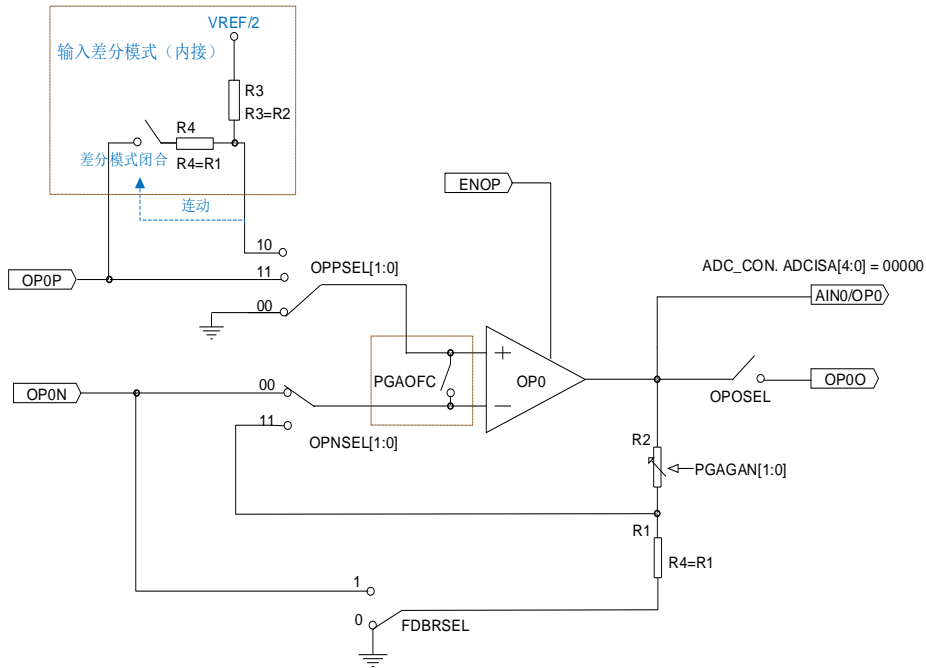 VREF/2
输入差分模式（内接）
R3
R3=R2
R4
差分模式闭合
R4=R1
连动
ENOP
10
OP0P
11
OPPSEL[1:0]
ADC_CON. ADCISA[4:0] = 00000
00
AIN0/OP0
PGAOFC
+
OP0
OP0N
00
−
OP0O
OPOSEL
11
OPNSEL[1:0]
R2
PGAGAN[1:0]
R1
R4=R1
1
0
FDBRSEL